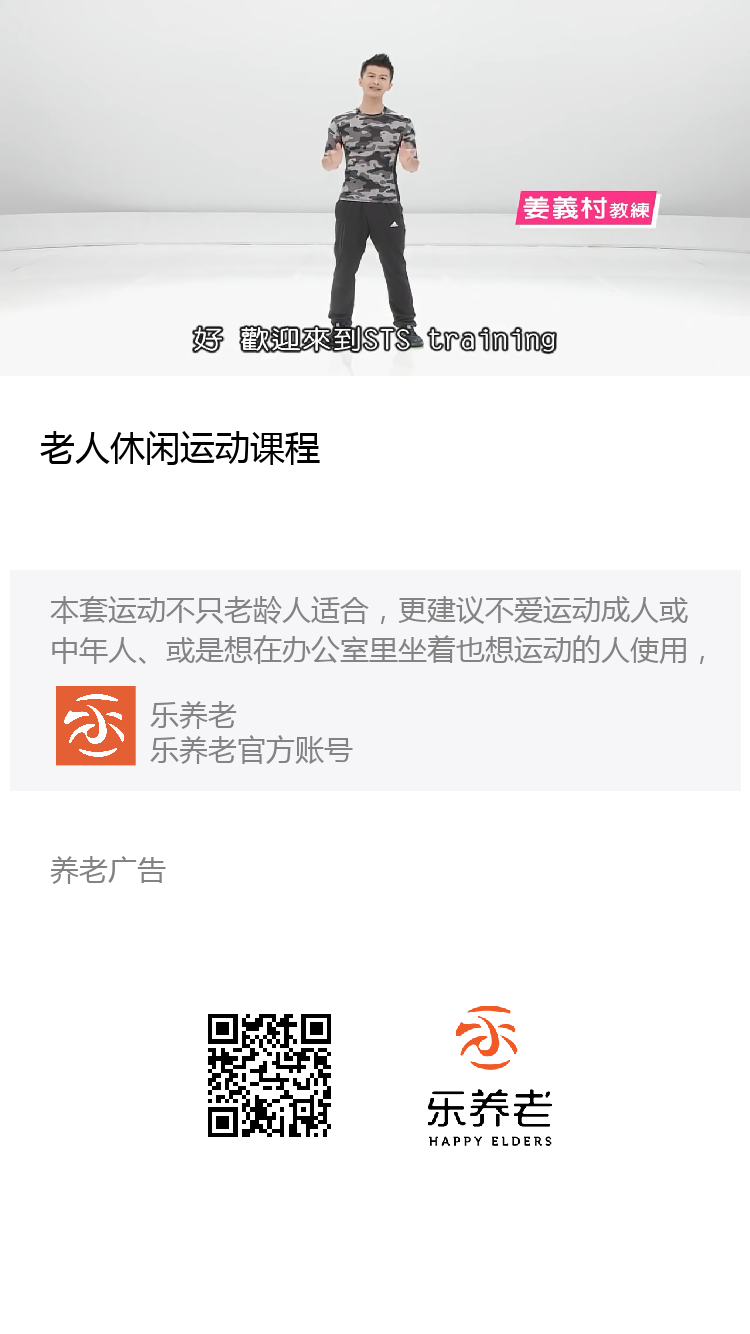 姜義村教練
好 歡迎來到STS training
老人休闲运动课程
本套运动不只老龄人适合，更建议不爱运动成人或
中年人、或是想在办公室里坐着也想运动的人使用，
乐养老
乐养老官方账号
养老广告
乐养老
HAPPY ELDERS